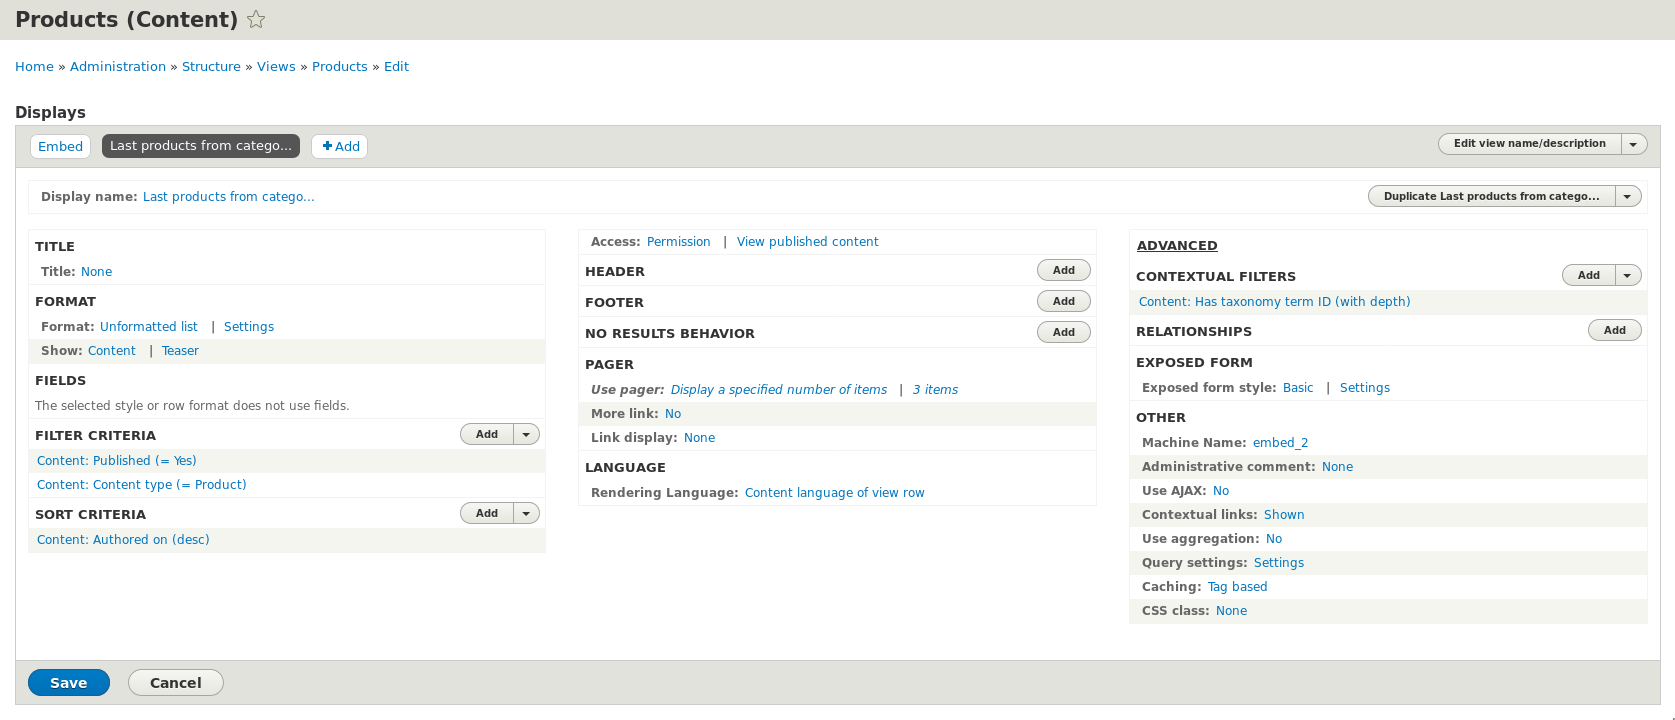 Products (Content)
Home » Administration » Structure » Views » Products » Edit
Displays
Embed
Last products from catego...
Add
Edit view name/description
Display name: Last products from catego...
Duplicate Last products from catego...
TITLE
Title: None
FORMAT
Format: Unformatted list | Settings
Show: Content | Teaser
FIELDS
The selected style or row format does not use fields.
FILTER CRITERIA
Add
Content: Published (= Yes)
Content: Content type (= Product)
SORT CRITERIA
Add
Content: Authored on (desc)
Access: Permission | View published content
HEADER
Add
FOOTER
Add
NO RESULTS BEHAVIOR
Add
PAGER
Use pager: Display a specified number of items | 3 items
More link: No
Link display: None
LANGUAGE
Rendering Language: Content language of view row
ADVANCED
CONTEXTUAL FILTERS
Add
Content: Has taxonomy term ID (with depth)
RELATIONSHIPS
Add
EXPOSED FORM
Exposed form style: Basic | Settings
OTHER
Machine Name: embed_2
Administrative comment: None
Use AJAX: No
Contextual links: Shown
Use aggregation: No
Query settings: Settings
Caching: Tag based
CSS class: None
Save
Cancel